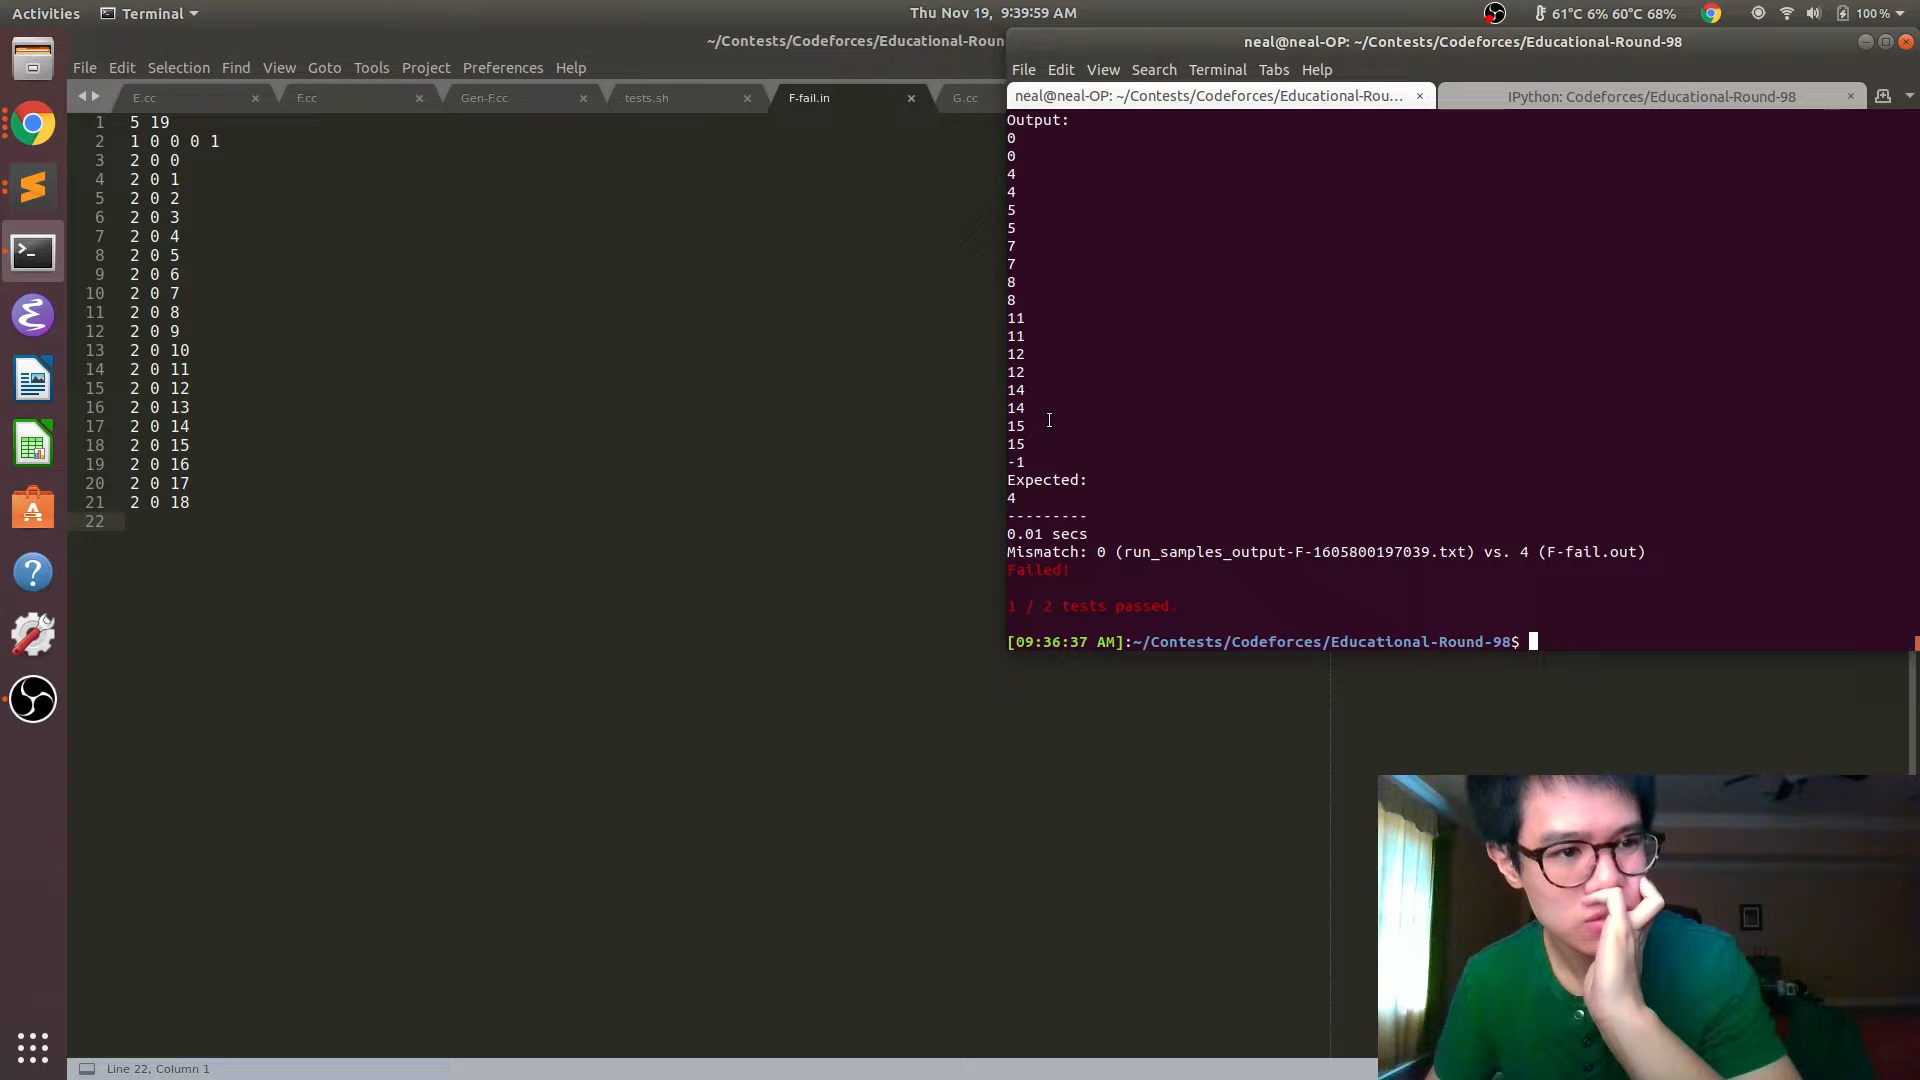 Activities
Terminal
Thu Nov 19, 9:39:59 AM
61°C 6% 60°C 68%
100 %
~/Contests/Codeforces/Educational-Roun
File Edit Selection Find View Goto Tools Project Preferences Help
E.cc
F.cc
Gen-F.cc
tests.sh
F-fail.in
G.cc
1 5 19
2 1 0 0 0 1
3 2 0 0
4 2 0 1
5 2 0 2
6 2 0 3
7 2 0 4
8 2 0 5
9 2 0 6
10 2 0 7
11 2 0 8
12 2 0 9
13 2 0 10
14 2 0 11
15 2 0 12
16 2 0 13
17 2 0 14
18 2 0 15
19 2 0 16
20 2 0 17
21 2 0 18
22
Line 22, Column 1
neal@neal-OP: ~/Contests/Codeforces/Educational-Round-98
File Edit View Search Terminal Tabs Help
neal@neal-OP: ~/Contests/Codeforces/Educational-Rou...
IPython: Codeforces/Educational-Round-98
Output:
0
0
4
4
5
5
7
7
8
8
11
11
12
12
14
14
15
15
-1
Expected:
4
---------
0.01 secs
Mismatch: 0 (run_samples_output-F-1605800197039.txt) vs. 4 (F-fail.out)
Failed!
1 / 2 tests passed.
[09:36:37 AM]:~/Contests/Codeforces/Educational-Round-98$